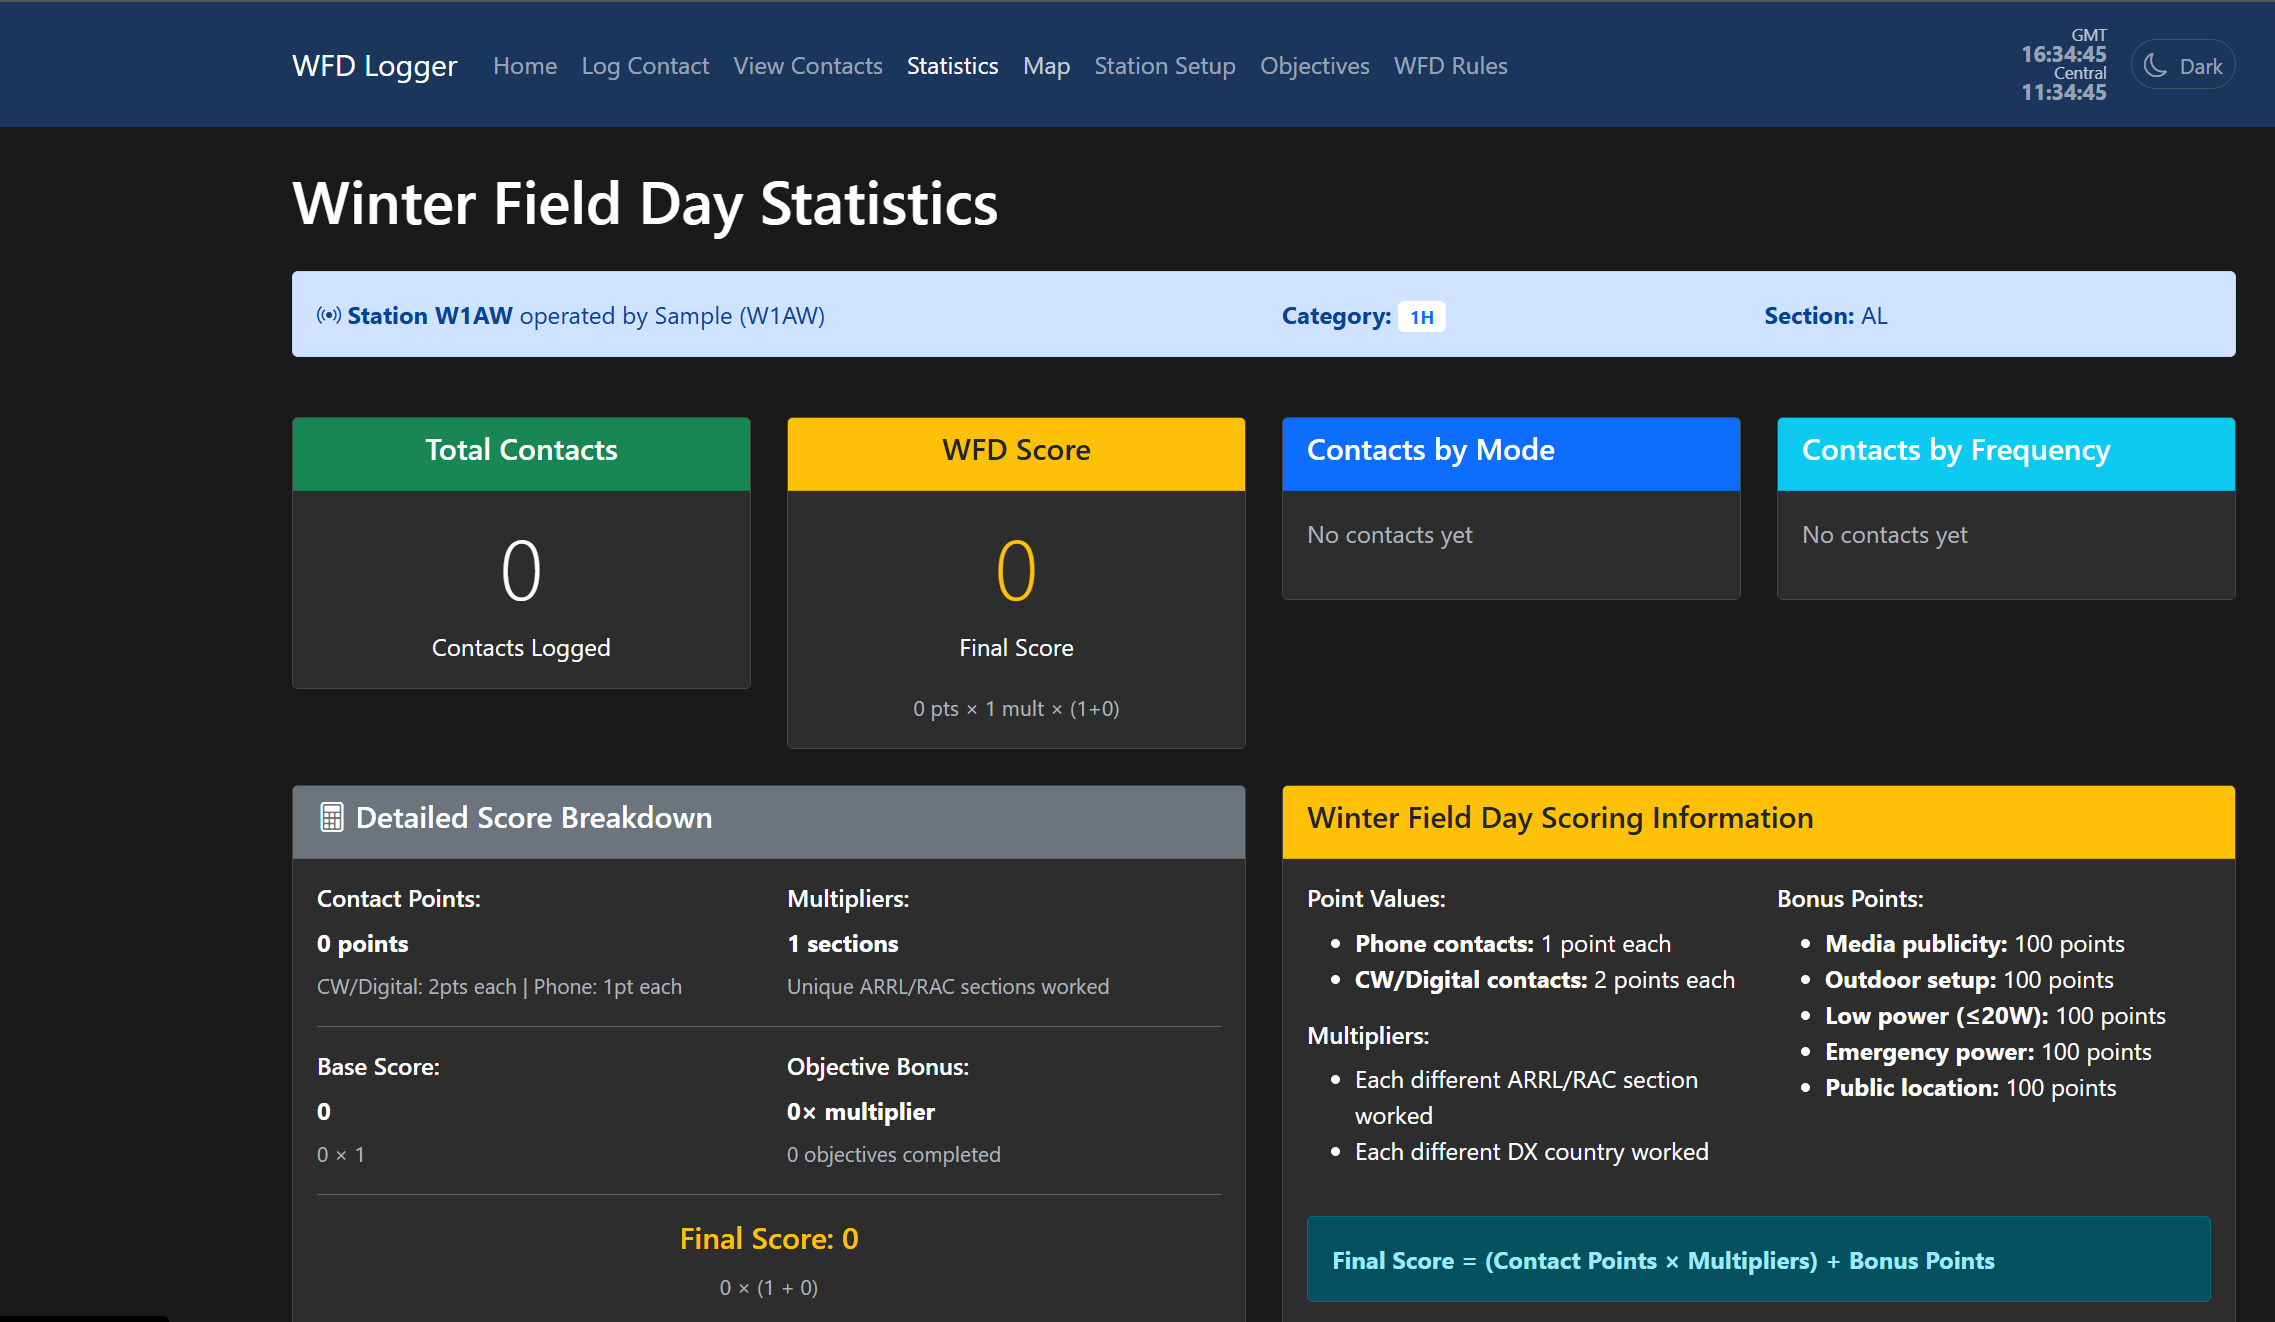 WFD Logger Home Log Contact View Contacts Statistics Map Station Setup Objectives WFD Rules
GMT
16:34:45
Central
11:34:45
Dark
Winter Field Day Statistics
Station W1AW operated by Sample (W1AW) Category: 1H Section: AL
Total Contacts
0
Contacts Logged
WFD Score
0
Final Score
0 pts × 1 mult × (1+0)
Contacts by Mode
No contacts yet
Contacts by Frequency
No contacts yet
Detailed Score Breakdown
Contact Points:
0 points
CW/Digital: 2pts each | Phone: 1pt each
Multipliers:
1 sections
Unique ARRL/RAC sections worked
Base Score:
0
0 × 1
Objective Bonus:
0× multiplier
0 objectives completed
Final Score: 0
0 × (1 + 0)
Winter Field Day Scoring Information
Point Values:
• Phone contacts: 1 point each
• CW/Digital contacts: 2 points each
Multipliers:
• Each different ARRL/RAC section
worked
• Each different DX country worked
Bonus Points:
• Media publicity: 100 points
• Outdoor setup: 100 points
• Low power (≤20W): 100 points
• Emergency power: 100 points
• Public location: 100 points
Final Score = (Contact Points × Multipliers) + Bonus Points